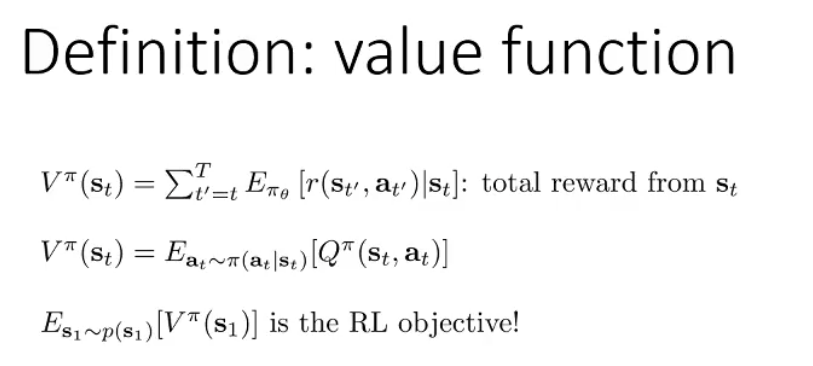 Definition: value function
$V^{\pi}(\mathbf{s}_t) = \sum_{t'=t}^{T} E_{\pi_\theta}\left[r(\mathbf{s}_{t'}, \mathbf{a}_{t'})|\mathbf{s}_t\right]$: total reward from $\mathbf{s}_t$
$V^{\pi}(\mathbf{s}_t) = E_{\mathbf{a}_t \sim \pi(\mathbf{a}_t|\mathbf{s}_t)}[Q^{\pi}(\mathbf{s}_t, \mathbf{a}_t)]$
$E_{\mathbf{s}_1 \sim p(\mathbf{s}_1)}[V^{\pi}(\mathbf{s}_1)]$ is the RL objective!